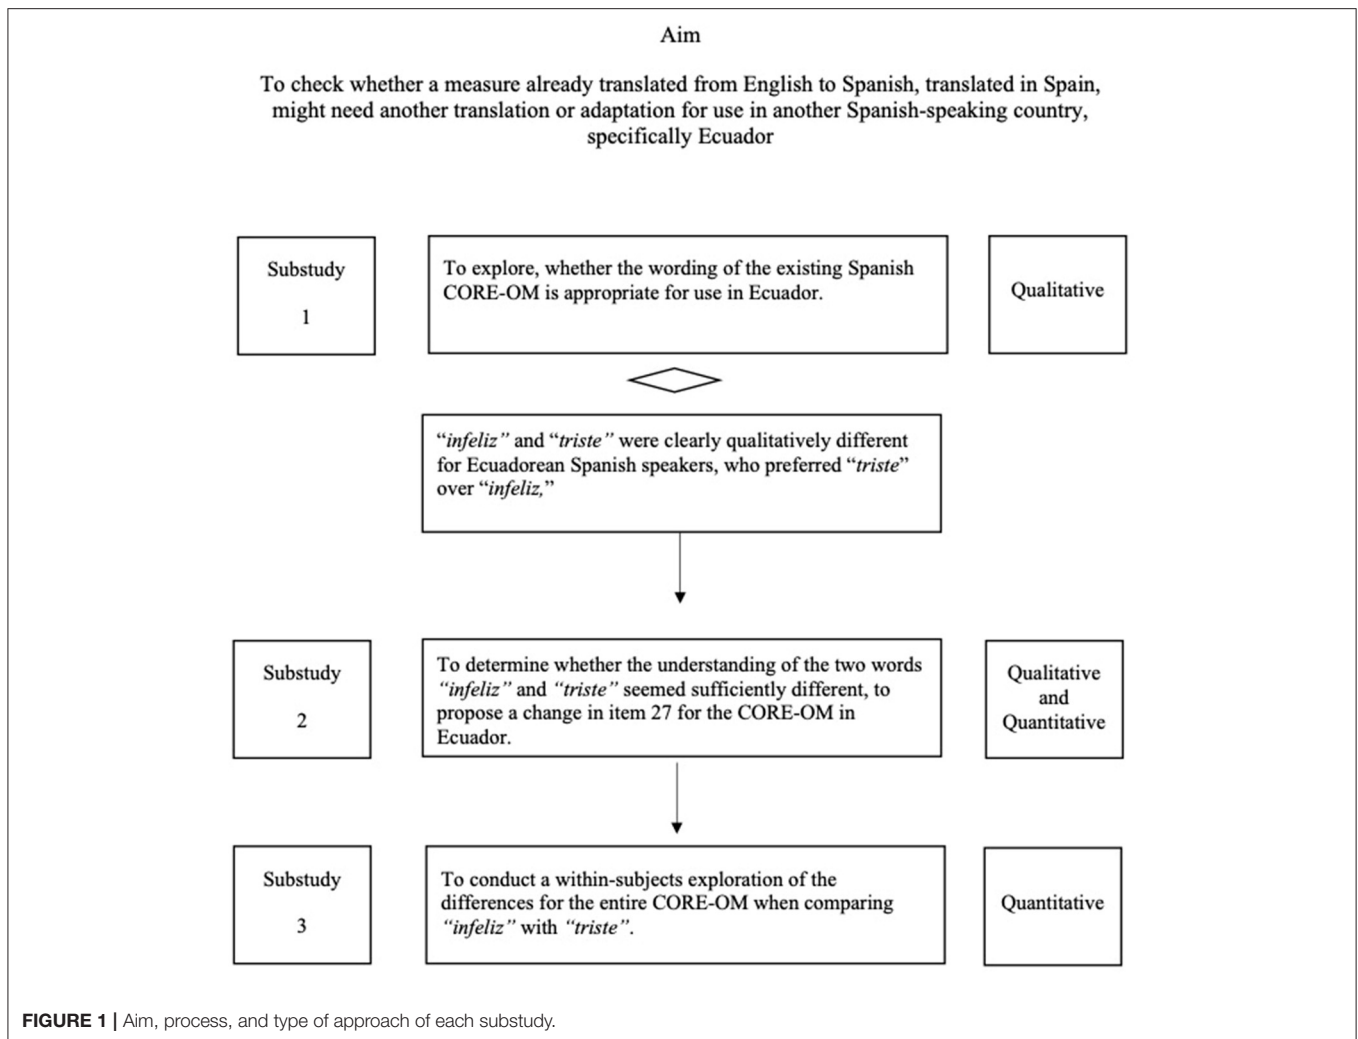 Aim
To check whether a measure already translated from English to Spanish, translated in Spain,
might need another translation or adaptation for use in another Spanish-speaking country,
specifically Ecuador
Substudy
1
To explore, whether the wording of the existing Spanish
CORE-OM is appropriate for use in Ecuador.
Qualitative
“infeliz” and “triste” were clearly qualitatively different
for Ecuadorean Spanish speakers, who preferred “triste”
over “infeliz,”
Substudy
2
To determine whether the understanding of the two words
“infeliz” and “triste” seemed sufficiently different, to
propose a change in item 27 for the CORE-OM in
Ecuador.
Qualitative
and
Quantitative
Substudy
3
To conduct a within-subjects exploration of the
differences for the entire CORE-OM when comparing
“infeliz” with “triste”.
Quantitative
FIGURE 1 | Aim, process, and type of approach of each substudy.